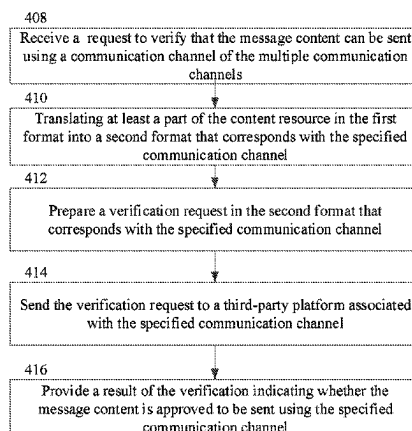 408
Receive a request to verify that the message content can be sent
using a communication channel of the multiple communication
channels
410
Translating at least a part of the content resource in the first
format into a second format that corresponds with the specified
communication channel
412
Prepare a verification request in the second format that
corresponds with the specified communication channel
414
Send the verification request to a third-party platform associated
with the specified communication channel
416
Provide a result of the verification indicating whether the
message content is approved to be sent using the specified
communication channel